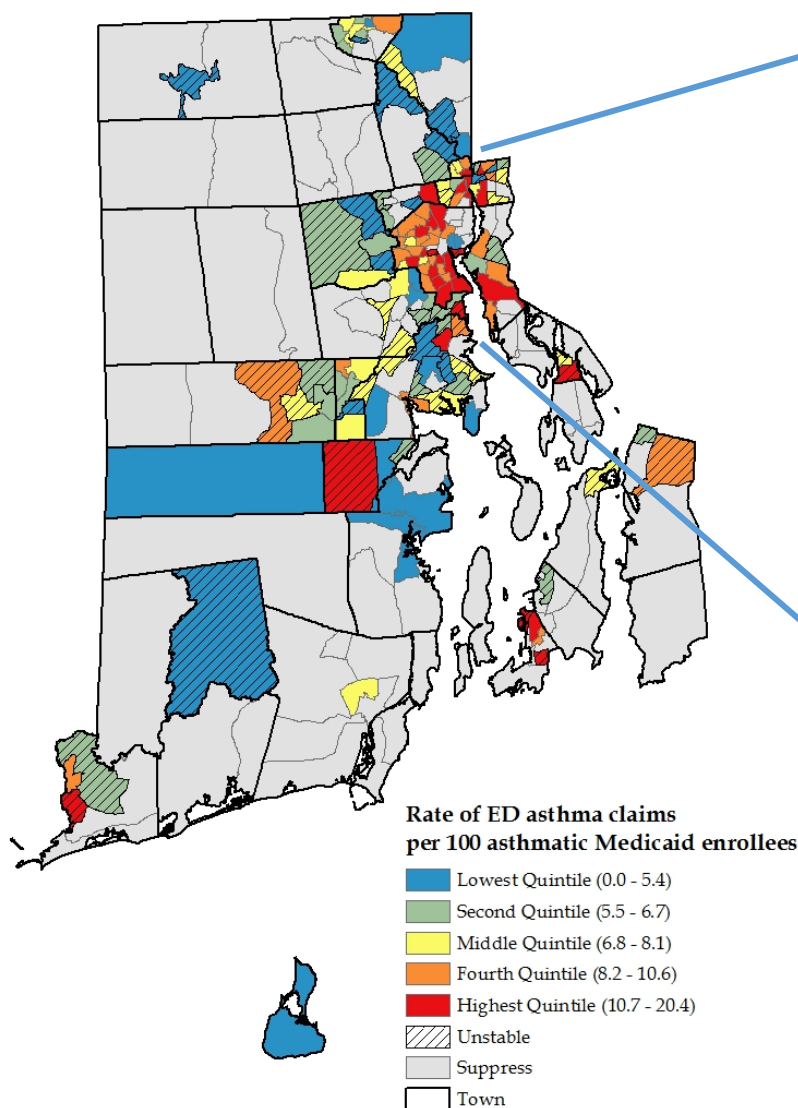 Rate of ED asthma claims
per 100 asthmatic Medicaid enrollees
Lowest Quintile (0.0 - 5.4)
Second Quintile (5.5 - 6.7)
Middle Quintile (6.8 - 8.1)
Fourth Quintile (8.2 - 10.6)
Highest Quintile (10.7 - 20.4)
Unstable
Suppress
Town